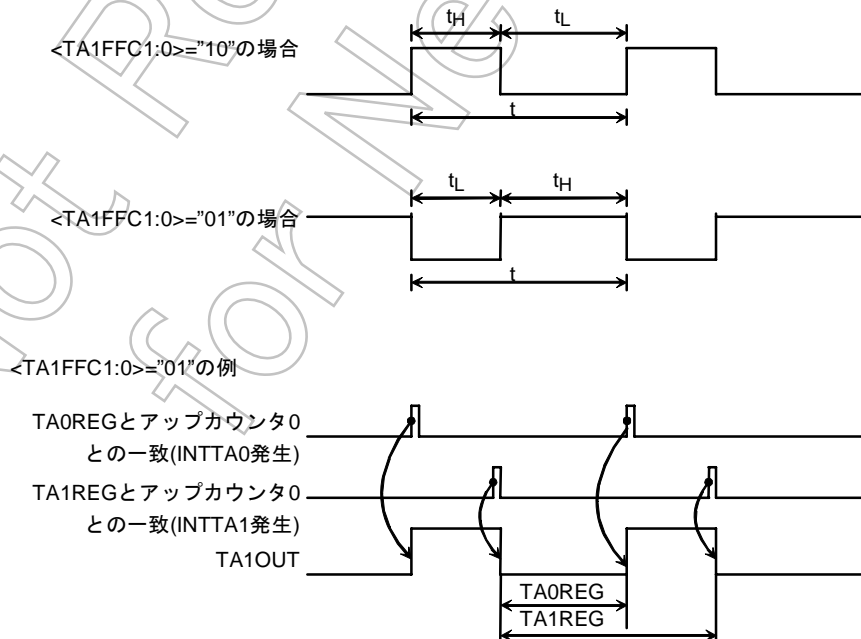 tH tL
<TA1FFC1:0>="10"の場合
t
tL tH
<TA1FFC1:0>="01"の場合
t
<TA1FFC1:0>="01"の例
TA0REGとアップカウンタ0
との一致(INTTA0発生)
TA1REGとアップカウンタ0
との一致(INTTA1発生)
TA1OUT
TA0REG
TA1REG